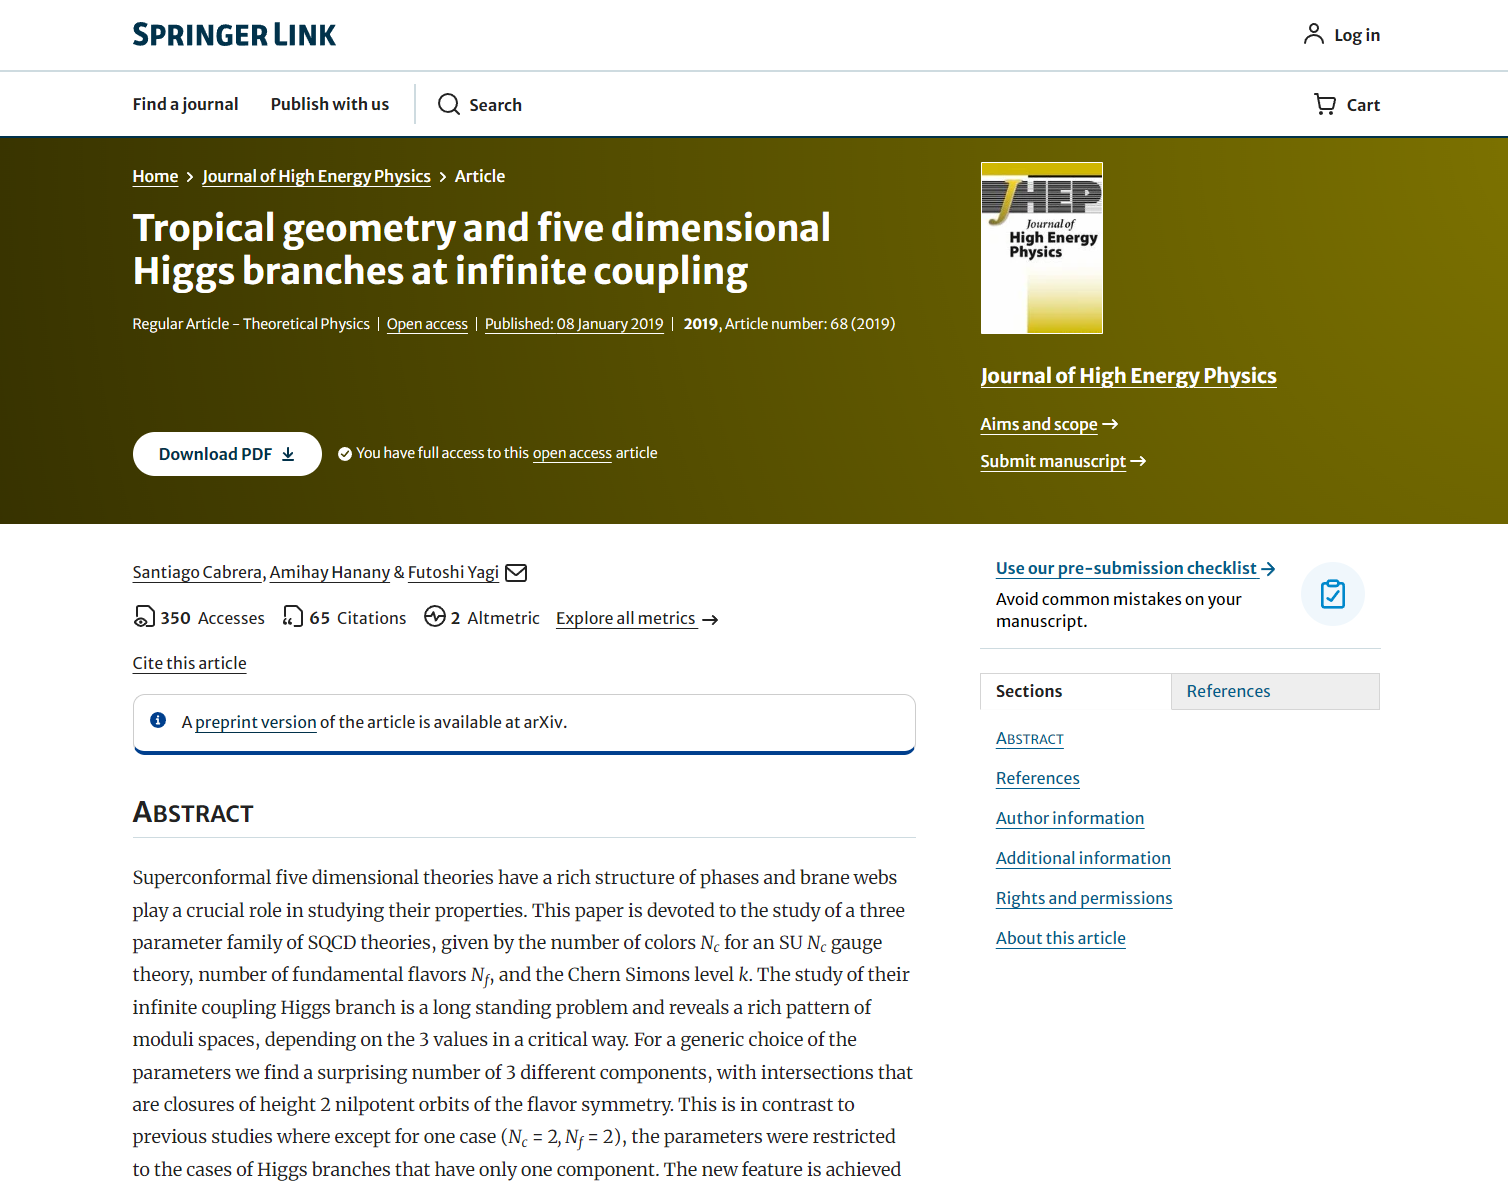 SPRINGER LINK
Log in
Find a journal
Publish with us
Search
Cart
Home > Journal of High Energy Physics > Article
Tropical geometry and five dimensional
Higgs branches at infinite coupling
Regular Article - Theoretical Physics | Open access | Published: 08 January 2019 | 2019, Article number: 68 (2019)
Download PDF
You have full access to this open access article
JHEP
Journal of
High Energy
Physics
Journal of High Energy Physics
Aims and scope →
Submit manuscript →
Santiago Cabrera, Amihay Hanany & Futoshi Yagi
350 Accesses 65 Citations 2 Altmetric Explore all metrics →
Cite this article
A preprint version of the article is available at arXiv.
ABSTRACT
Superconformal five dimensional theories have a rich structure of phases and brane webs
play a crucial role in studying their properties. This paper is devoted to the study of a three
parameter family of SQCD theories, given by the number of colors N_c for an SU N_c gauge
theory, number of fundamental flavors N_f, and the Chern Simons level k. The study of their
infinite coupling Higgs branch is a long standing problem and reveals a rich pattern of
moduli spaces, depending on the 3 values in a critical way. For a generic choice of the
parameters we find a surprising number of 3 different components, with intersections that
are closures of height 2 nilpotent orbits of the flavor symmetry. This is in contrast to
previous studies where except for one case (N_c = 2, N_f = 2), the parameters were restricted
to the cases of Higgs branches that have only one component. The new feature is achieved
Use our pre-submission checklist →
Avoid common mistakes on your
manuscript.
Sections
References
ABSTRACT
References
Author information
Additional information
Rights and permissions
About this article